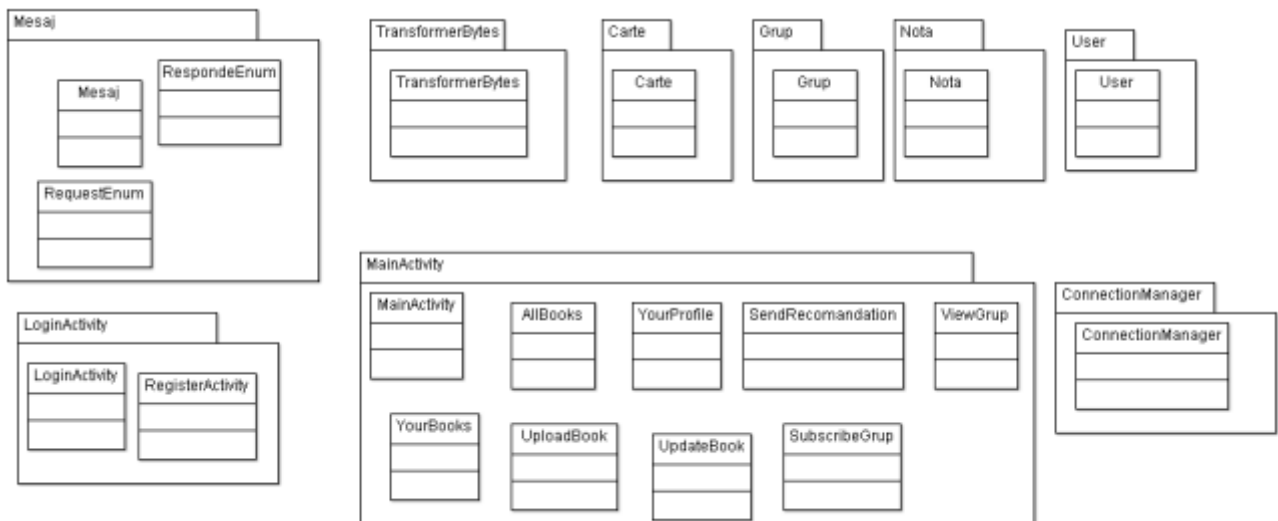 Mesaj
Mesaj
RespondeEnum
RequestEnum
TransformerBytes
TransformerBytes
Carte
Carte
Grup
Grup
Nota
Nota
User
User
LoginActivity
LoginActivity
RegisterActivity
MainActivity
MainActivity
AllBooks
YourProfile
SendRecomandation
ViewGrup
YourBooks
UploadBook
UpdateBook
SubscribeGrup
ConnectionManager
ConnectionManager